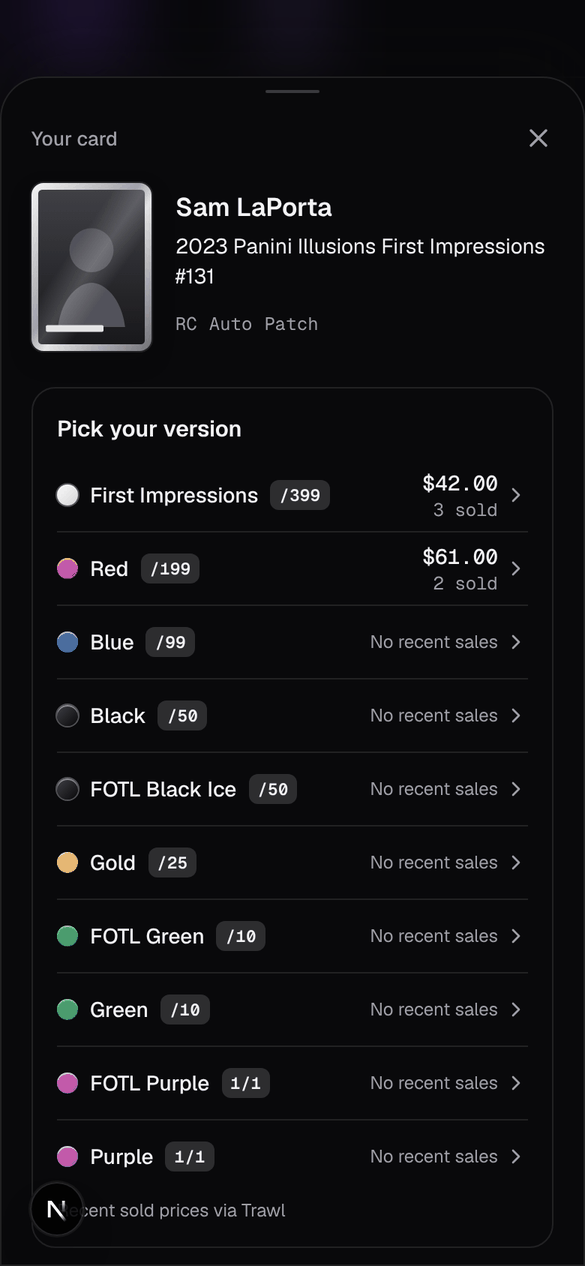 Your card
Sam LaPorta
2023 Panini Illusions First Impressions
#131
RC Auto Patch
Pick your version
First Impressions /399 $42.00
3 sold
Red /199 $61.00
2 sold
Blue /99 No recent sales
Black /50 No recent sales
FOTL Black Ice /50 No recent sales
Gold /25 No recent sales
FOTL Green /10 No recent sales
Green /10 No recent sales
FOTL Purple 1/1 No recent sales
Purple 1/1 No recent sales
N ecent sold prices via Trawl